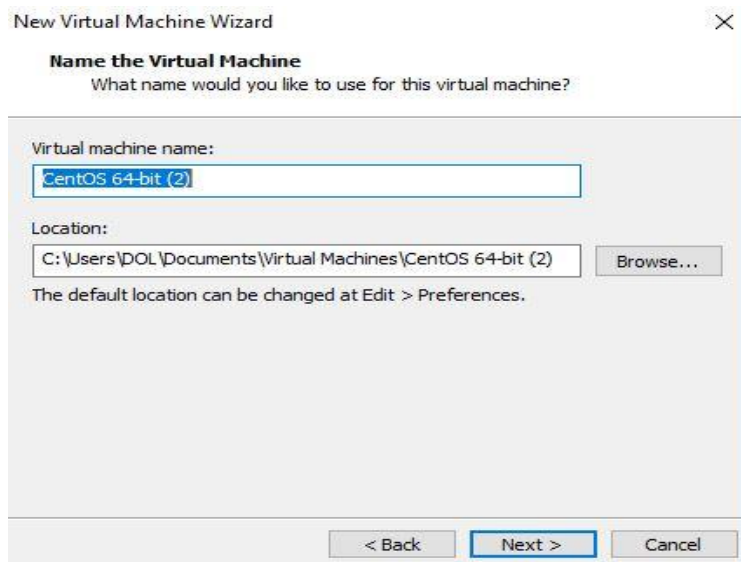 New Virtual Machine Wizard
Name the Virtual Machine
What name would you like to use for this virtual machine?
Virtual machine name:
CentOS 64-bit (2)
Location:
C:\Users\DOL\Documents\Virtual Machines\CentOS 64-bit (2)
Browse...
The default location can be changed at Edit > Preferences.
< Back
Next >
Cancel